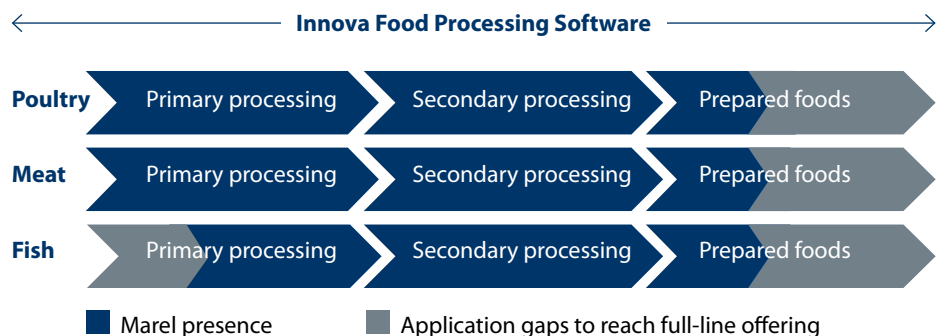 Innova Food Processing Software
Poultry Primary processing Secondary processing Prepared foods
Meat Primary processing Secondary processing Prepared foods
Fish Primary processing Secondary processing Prepared foods
Marel presence Application gaps to reach full-line offering